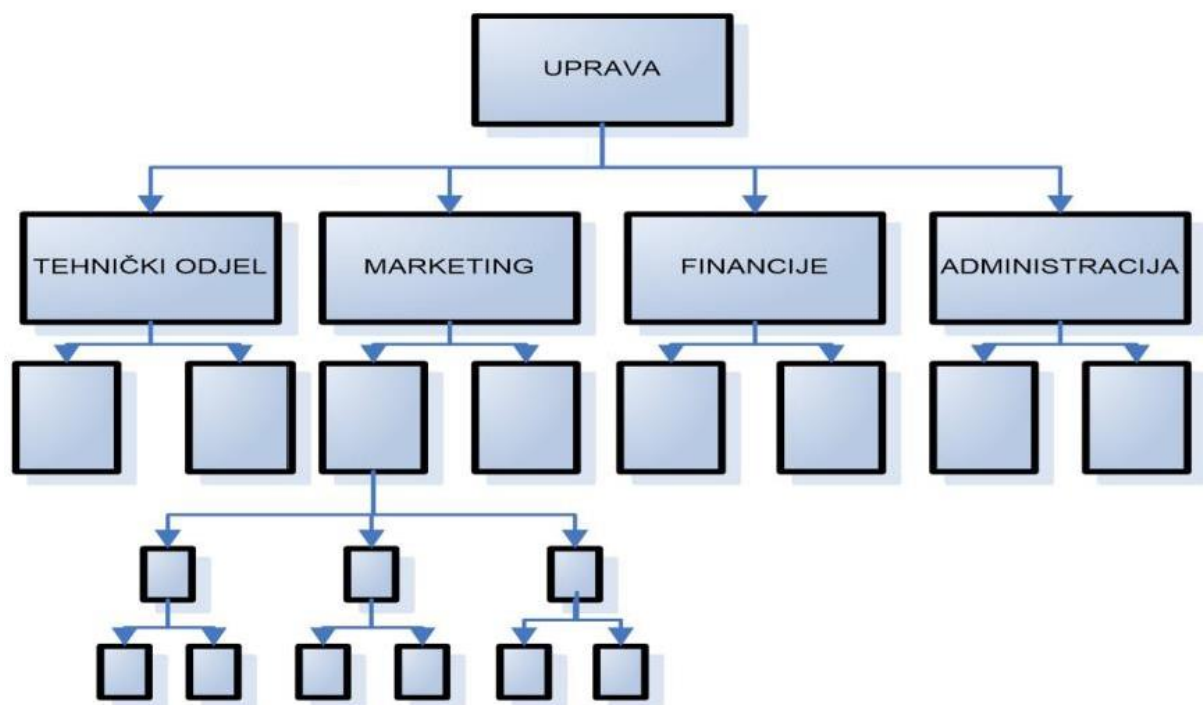 UPRAVA
TEHNIČKI ODJEL
MARKETING
FINANCIJE
ADMINISTRACIJA